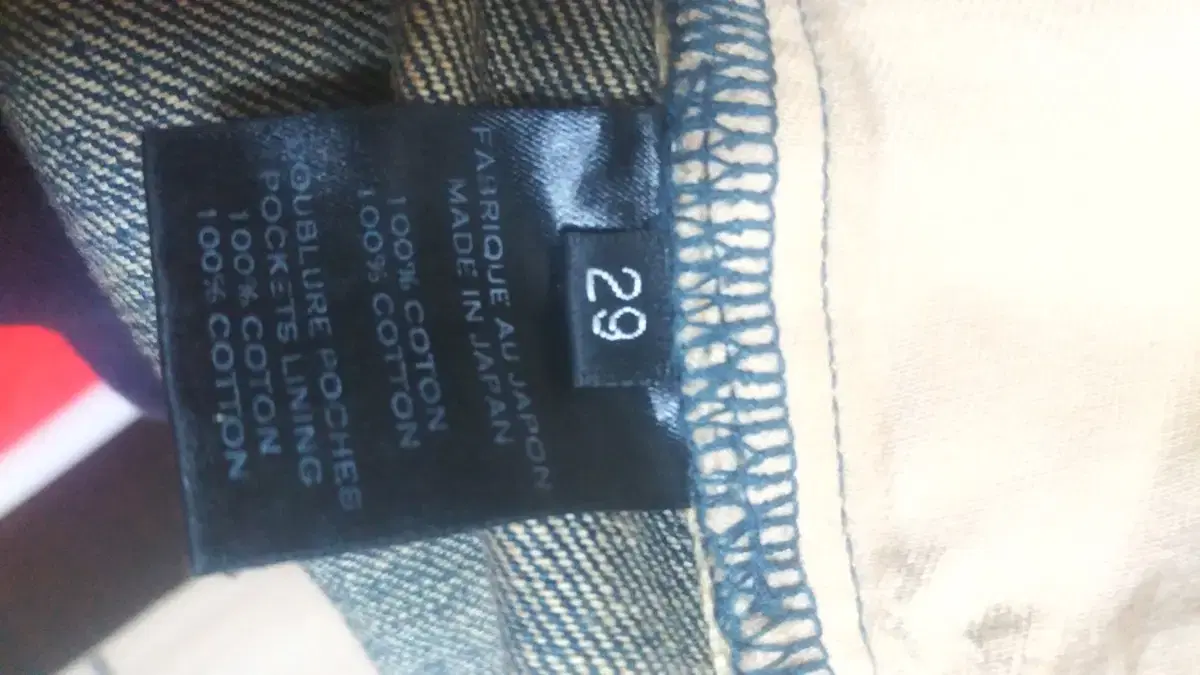 29
FABRIQUE AU JAPON
MADE IN JAPAN
100% COTON
100% COTTON
DOUBLURE POCHES
POCKETS LINING
100% COTON
100% COTTON